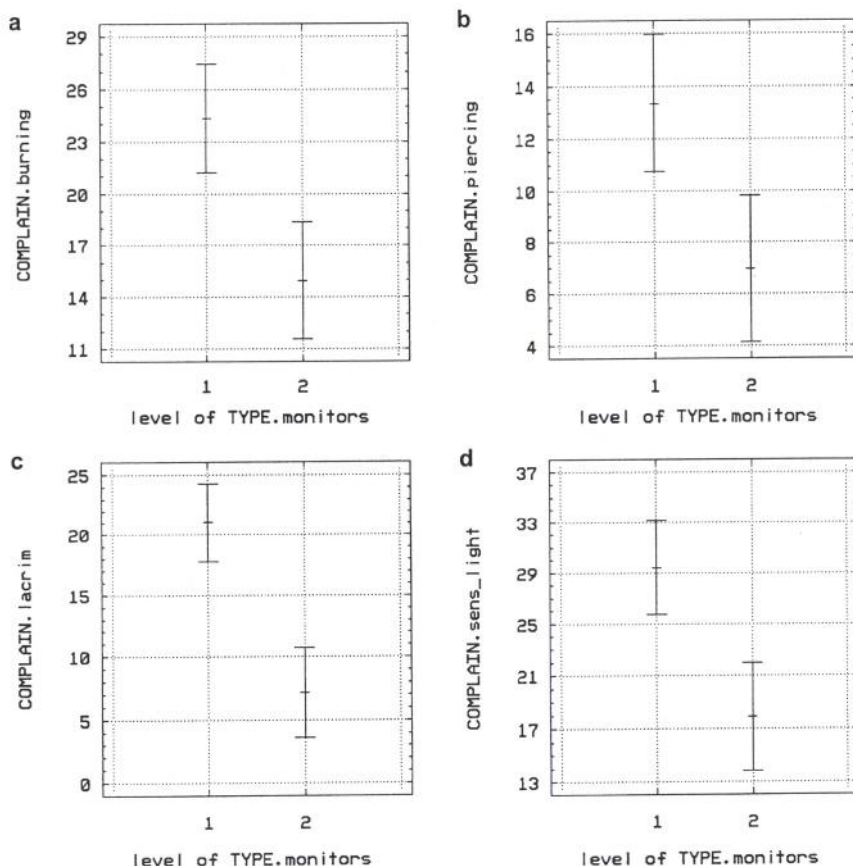 a
29
26
23
20
17
14
11
COMPLAIN.burning
1 2
level of TYPE.monitors
b
16
14
12
10
8
6
4
COMPLAIN.piercing
1 2
level of TYPE.monitors
c
25
20
15
10
5
0
COMPLAIN.lacrim
1 2
level of TYPE.monitors
d
37
33
29
25
21
17
13
COMPLAIN.sens_light
1 2
level of TYPE.monitors